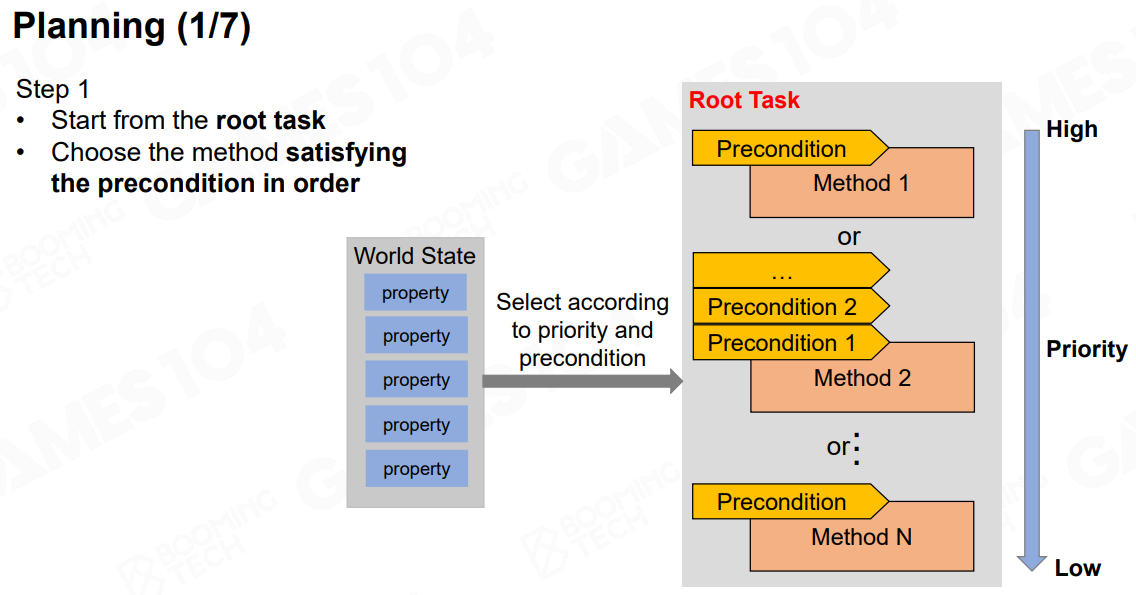 Planning (1/7)
Step 1
• Start from the root task
• Choose the method satisfying
the precondition in order
World State
property
property
property
property
property
Select according
to priority and
precondition
Root Task
Precondition
Method 1
or
...
Precondition 2
Precondition 1
Method 2
or
Precondition
Method N
High
Priority
Low
GAMES104
BOOMING
TECH